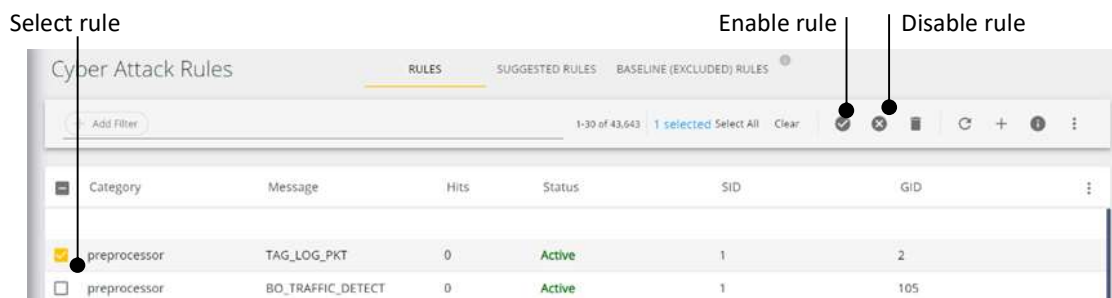 Select rule Enable rule Disable rule
Cyber Attack Rules RULES SUGGESTED RULES BASELINE (EXCLUDED) RULES
+ Add Filter 1-30 of 43,643 1 selected Select All Clear
Category Message Hits Status SID GID
preprocessor TAG_LOG_PKT 0 Active 1 2
preprocessor BO_TRAFFIC_DETECT 0 Active 1 105